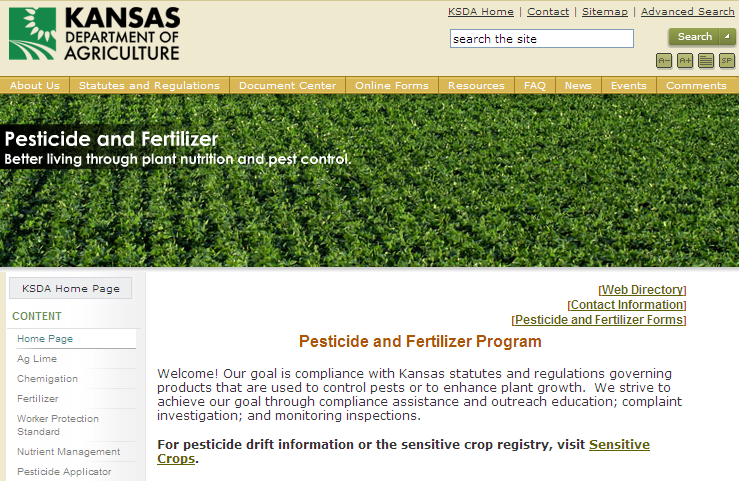 KANSAS
DEPARTMENT OF
AGRICULTURE
KSDA Home | Contact | Sitemap | Advanced Search
search the site
Search
A- A+ SP
About Us Statutes and Regulations Document Center Online Forms Resources FAQ News Events Comments
Pesticide and Fertilizer
Better living through plant nutrition and pest control.
KSDA Home Page
CONTENT
Home Page
Ag Lime
Chemigation
Fertilizer
Worker Protection
Standard
Nutrient Management
Pesticide Applicator
[Web Directory]
[Contact Information]
[Pesticide and Fertilizer Forms]
Pesticide and Fertilizer Program
Welcome! Our goal is compliance with Kansas statutes and regulations governing
products that are used to control pests or to enhance plant growth.  We strive to
achieve our goal through compliance assistance and outreach education; complaint
investigation; and monitoring inspections.
For pesticide drift information or the sensitive crop registry, visit Sensitive
Crops.